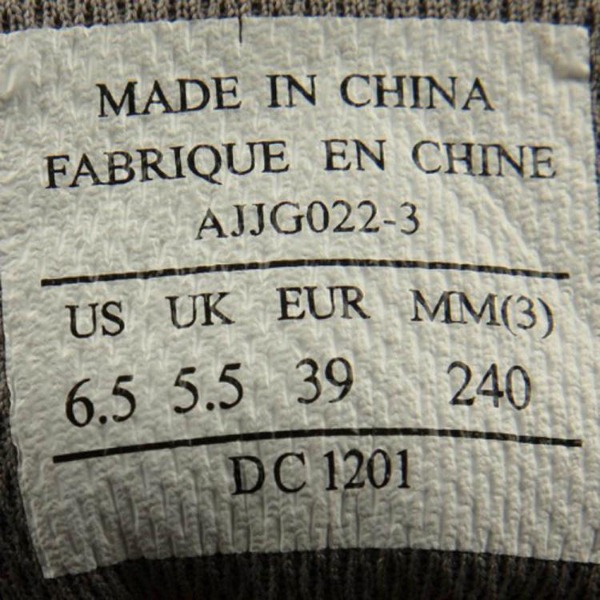 MADE IN CHINA
FABRIQUE EN CHINE
AJJG022-3
US UK EUR MM(3)
6.5 5.5 39 240
DC 1201